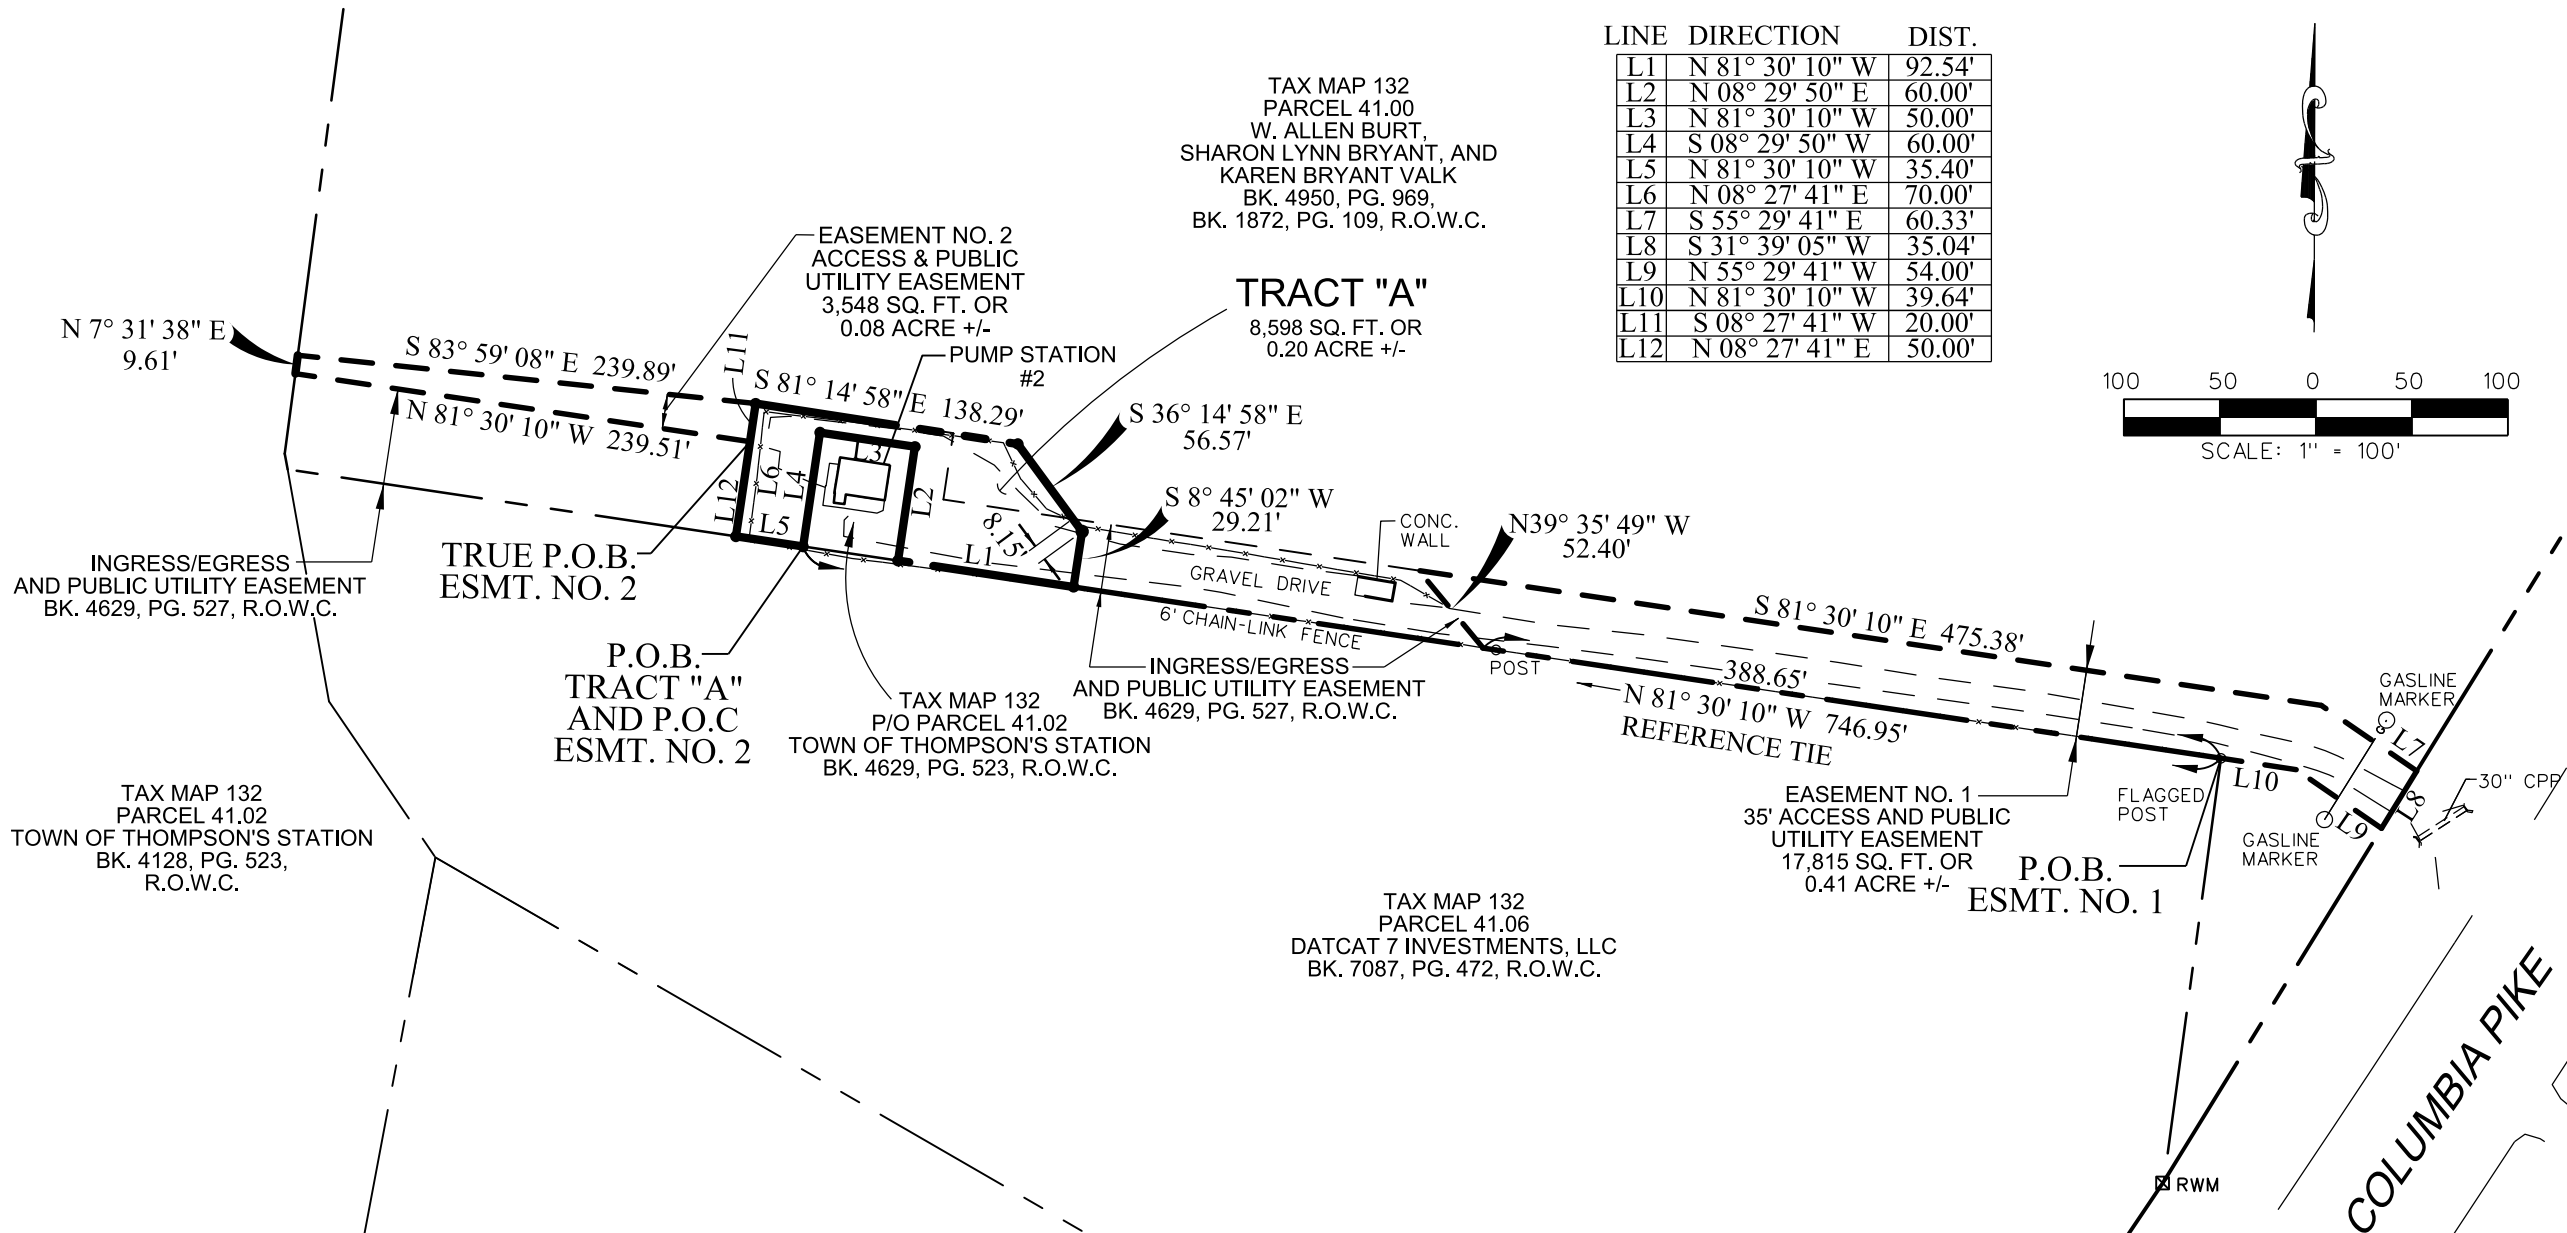 LINE DIRECTION DIST.
L1 N 81° 30' 10" W 92.54'
L2 N 08° 29' 50" E 60.00'
L3 N 81° 30' 10" W 50.00'
L4 S 08° 29' 50" W 60.00'
L5 N 81° 30' 10" W 35.40'
L6 N 08° 27' 41" E 70.00'
L7 S 55° 29' 41" E 60.33'
L8 S 31° 39' 05" W 35.04'
L9 N 55° 29' 41" W 54.00'
L10 N 81° 30' 10" W 39.64'
L11 S 08° 27' 41" W 20.00'
L12 N 08° 27' 41" E 50.00'
TAX MAP 132
PARCEL 41.00
W. ALLEN BURT,
SHARON LYNN BRYANT, AND
KAREN BRYANT VALK
BK. 4950, PG. 969,
BK. 1872, PG. 109, R.O.W.C.
EASEMENT NO. 2
ACCESS & PUBLIC
UTILITY EASEMENT
3,548 SQ. FT. OR
0.08 ACRE +/-
TRACT "A"
8,598 SQ. FT. OR
0.20 ACRE +/-
N 7° 31' 38" E
9.61'
S 83° 59' 08" E 239.89'
N 81° 30' 10" W 239.51'
L11
PUMP STATION
#2
S 81° 14' 58" E 138.29'
S 36° 14' 58" E
56.57'
100 50 0 50 100
SCALE: 1" = 100'
L12
L6
L4
L3
L2
L5
L1
8.15'
S 8° 45' 02" W
29.21'
CONC.
WALL
N39° 35' 49" W
52.40'
GRAVEL DRIVE
6' CHAIN-LINK FENCE
INGRESS/EGRESS
AND PUBLIC UTILITY EASEMENT
BK. 4629, PG. 527, R.O.W.C.
TRUE P.O.B.
ESMT. NO. 2
P.O.B.
TRACT "A"
AND P.O.C
ESMT. NO. 2
TAX MAP 132
P/O PARCEL 41.02
TOWN OF THOMPSON'S STATION
BK. 4629, PG. 523, R.O.W.C.
INGRESS/EGRESS
AND PUBLIC UTILITY EASEMENT
BK. 4629, PG. 527, R.O.W.C.
POST
S 81° 30' 10" E 475.38'
388.65'
N 81° 30' 10" W 746.95'
REFERENCE TIE
GASLINE
MARKER
L7
L10
L8
L9
30" CPP
FLAGGED
POST
GASLINE
MARKER
EASEMENT NO. 1
35' ACCESS AND PUBLIC
UTILITY EASEMENT
17,815 SQ. FT. OR
0.41 ACRE +/-
P.O.B.
ESMT. NO. 1
TAX MAP 132
PARCEL 41.02
TOWN OF THOMPSON'S STATION
BK. 4128, PG. 523,
R.O.W.C.
TAX MAP 132
PARCEL 41.06
DATCAT 7 INVESTMENTS, LLC
BK. 7087, PG. 472, R.O.W.C.
RWM
COLUMBIA PIKE